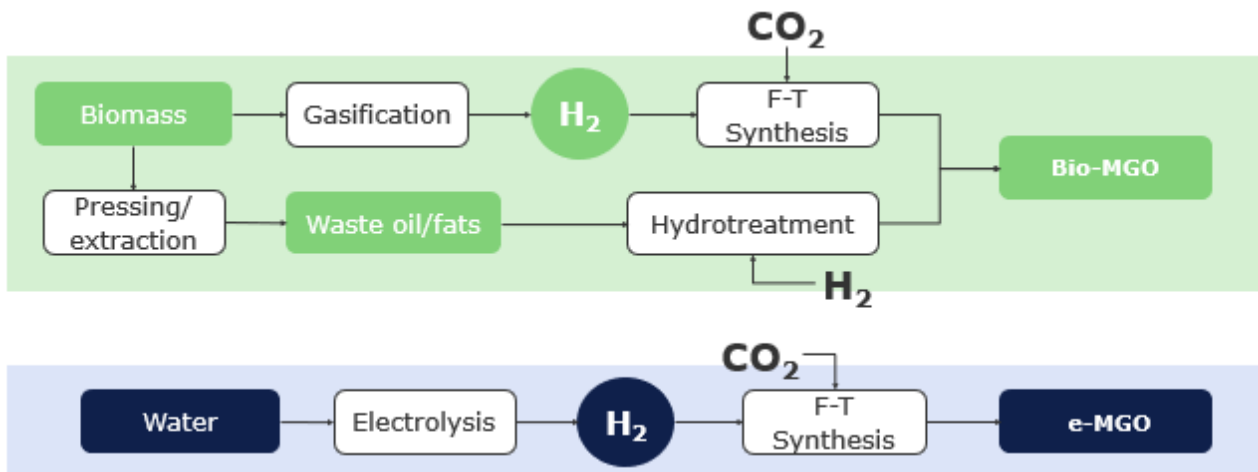 CO₂
Biomass
Gasification
H₂
F-T
Synthesis
Bio-MGO
Pressing/
extraction
Waste oil/fats
Hydrotreatment
H₂
CO₂
Water
Electrolysis
H₂
F-T
Synthesis
e-MGO